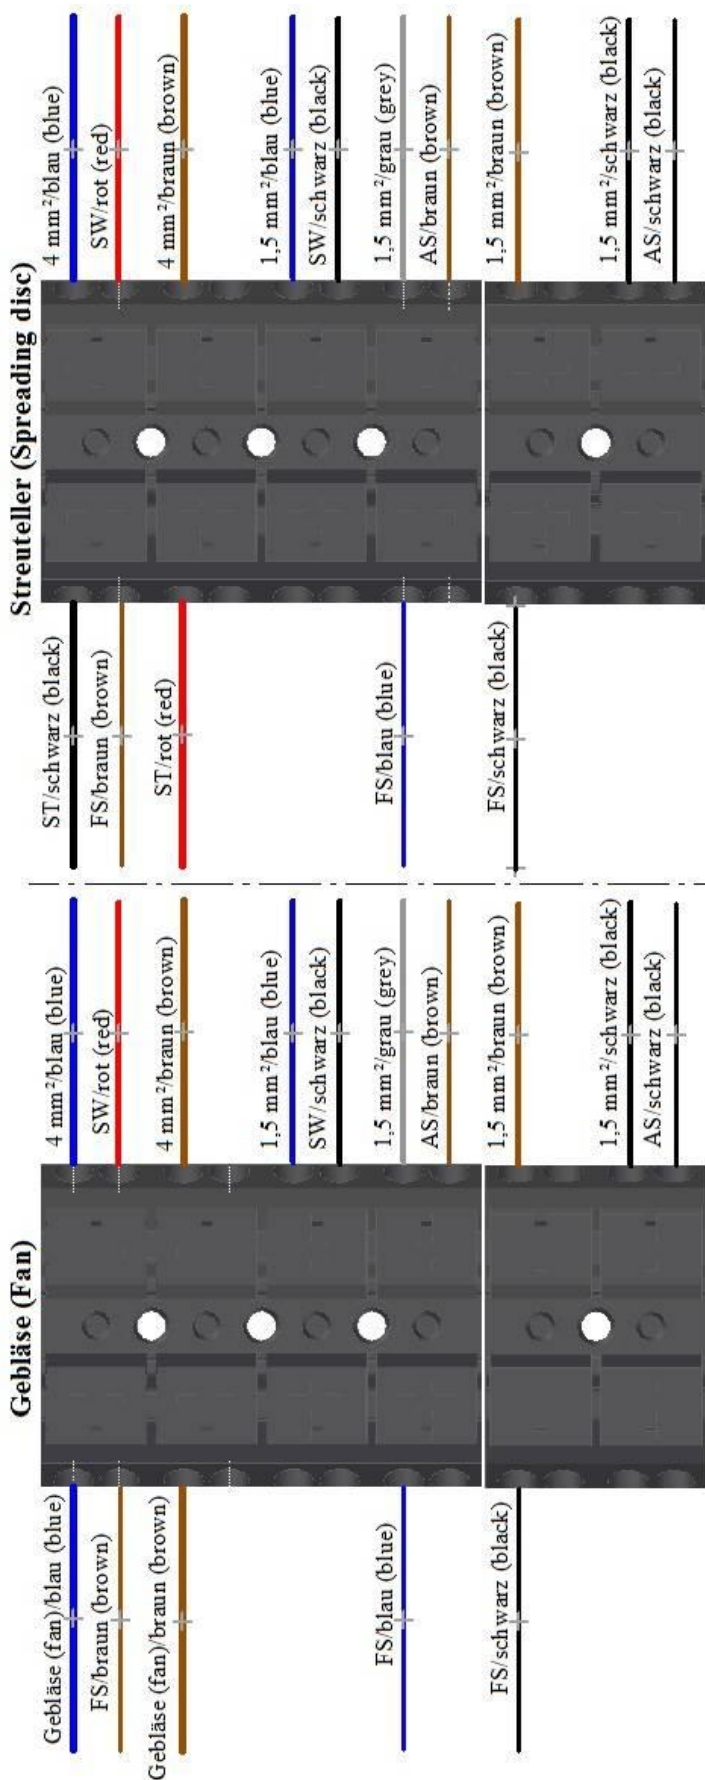 Gebläse (Fan)
Gebläse (fan)/blau (blue)
FS/braun (brown)
Gebläse (fan)/braun (brown)
FS/blau (blue)
FS/schwarz (black)
4 mm²/blau (blue)
SW/rot (red)
4 mm²/braun (brown)
1,5 mm²/blau (blue)
SW/schwarz (black)
1,5 mm²/grau (grey)
AS/braun (brown)
1,5 mm²/braun (brown)
1,5 mm²/schwarz (black)
AS/schwarz (black)
Streuteller (Spreading disc)
ST/schwarz (black)
FS/braun (brown)
ST/rot (red)
FS/blau (blue)
FS/schwarz (black)
4 mm²/blau (blue)
SW/rot (red)
4 mm²/braun (brown)
1,5 mm²/blau (blue)
SW/schwarz (black)
1,5 mm²/grau (grey)
AS/braun (brown)
1,5 mm²/braun (brown)
1,5 mm²/schwarz (black)
AS/schwarz (black)